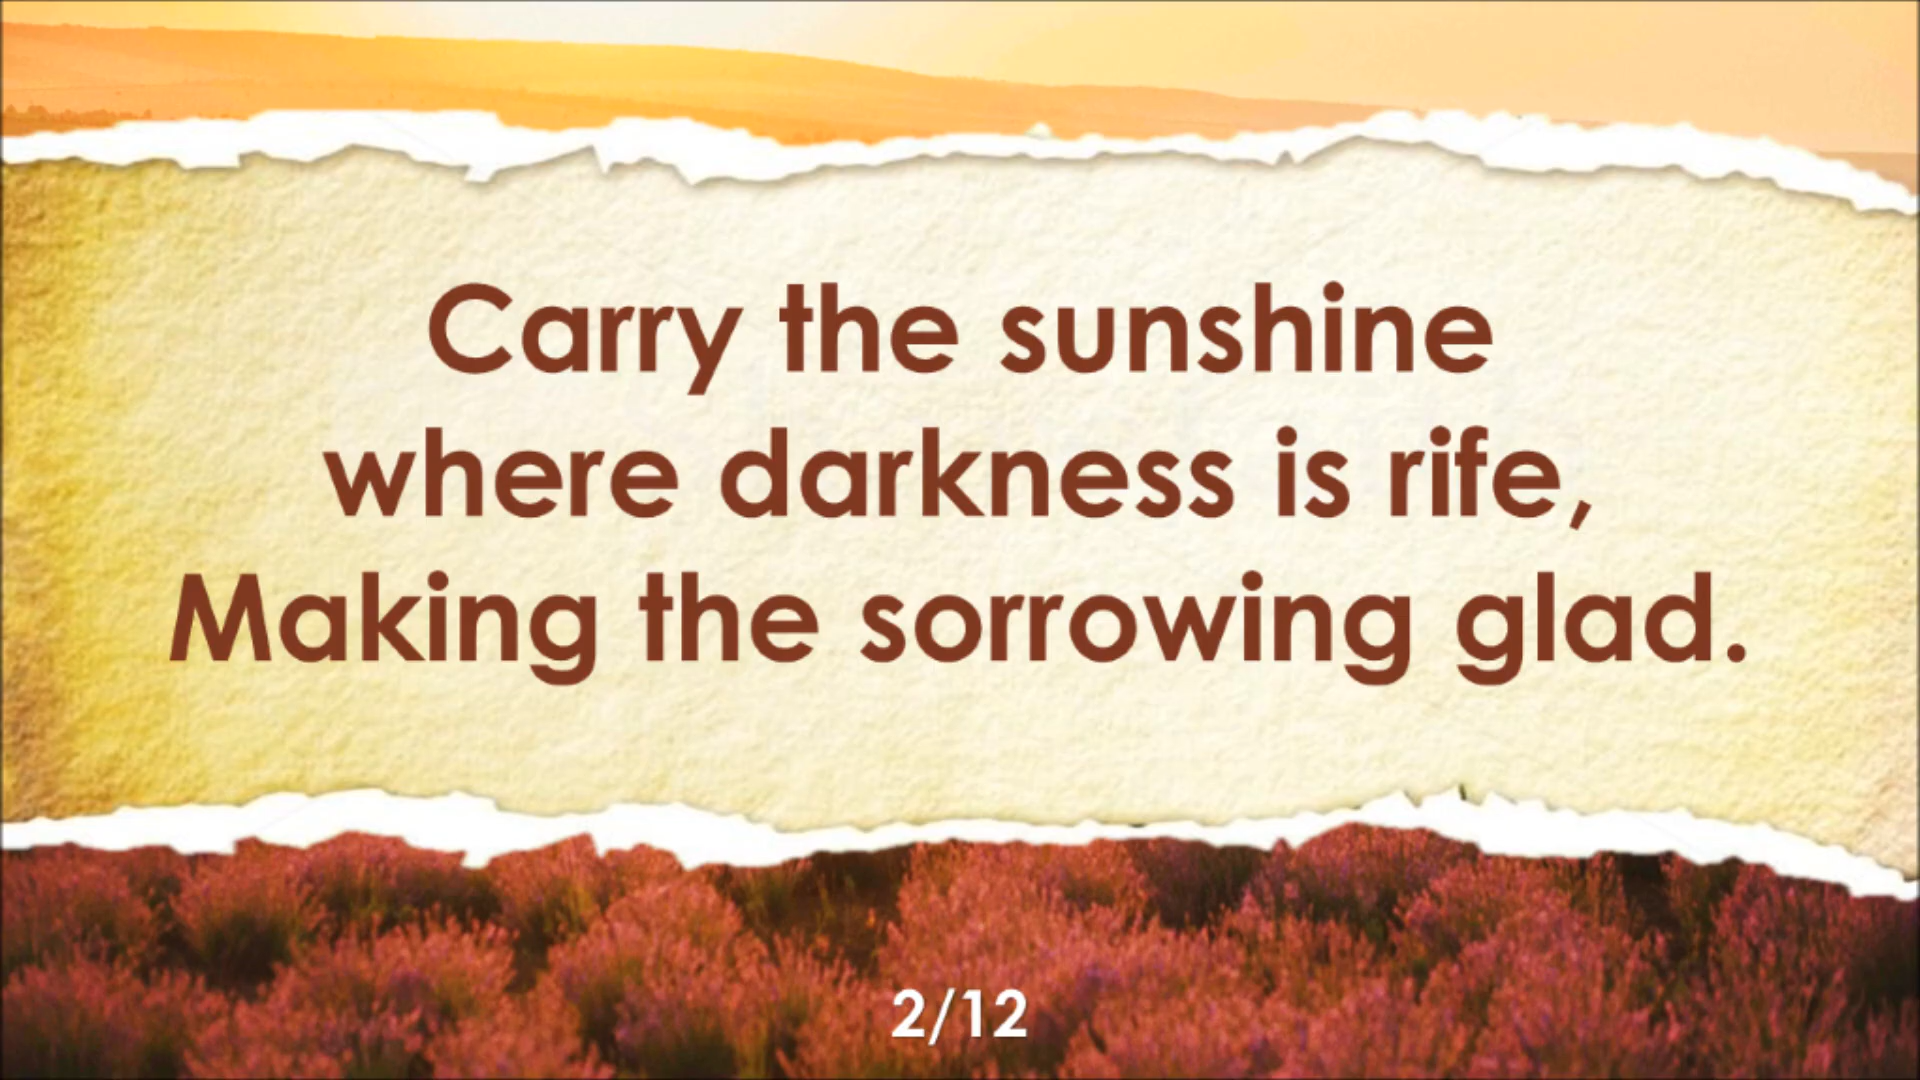 Carry the sunshine
where darkness is rife,
Making the sorrowing glad.
2/12